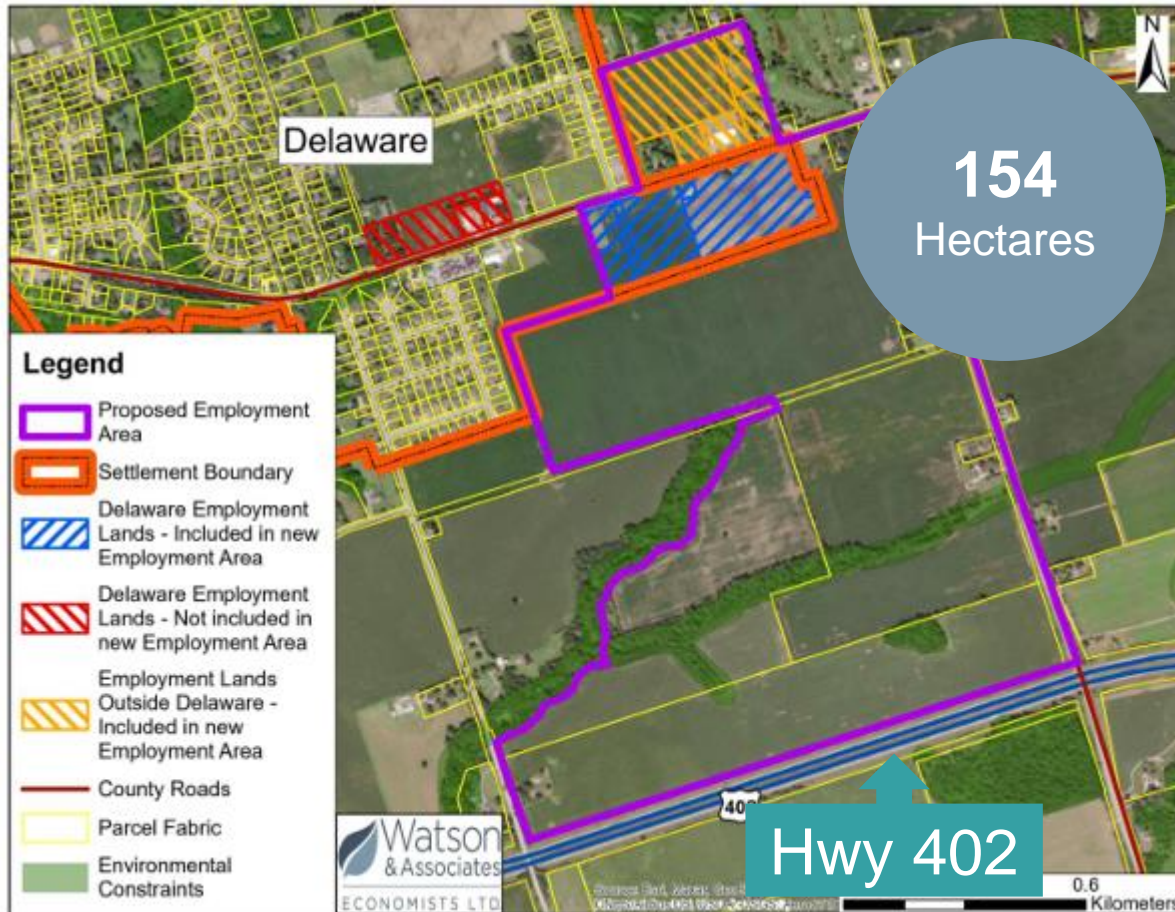 N
Delaware
154
Hectares
Legend
Proposed Employment
Area
Settlement Boundary
Delaware Employment
Lands - Included in new
Employment Area
Delaware Employment
Lands - Not included in
new Employment Area
Employment Lands
Outside Delaware -
Included in new
Employment Area
County Roads
Parcel Fabric
Environmental
Constraints
Watson
& Associates
ECONOMISTS LTD
Hwy 402
0.6